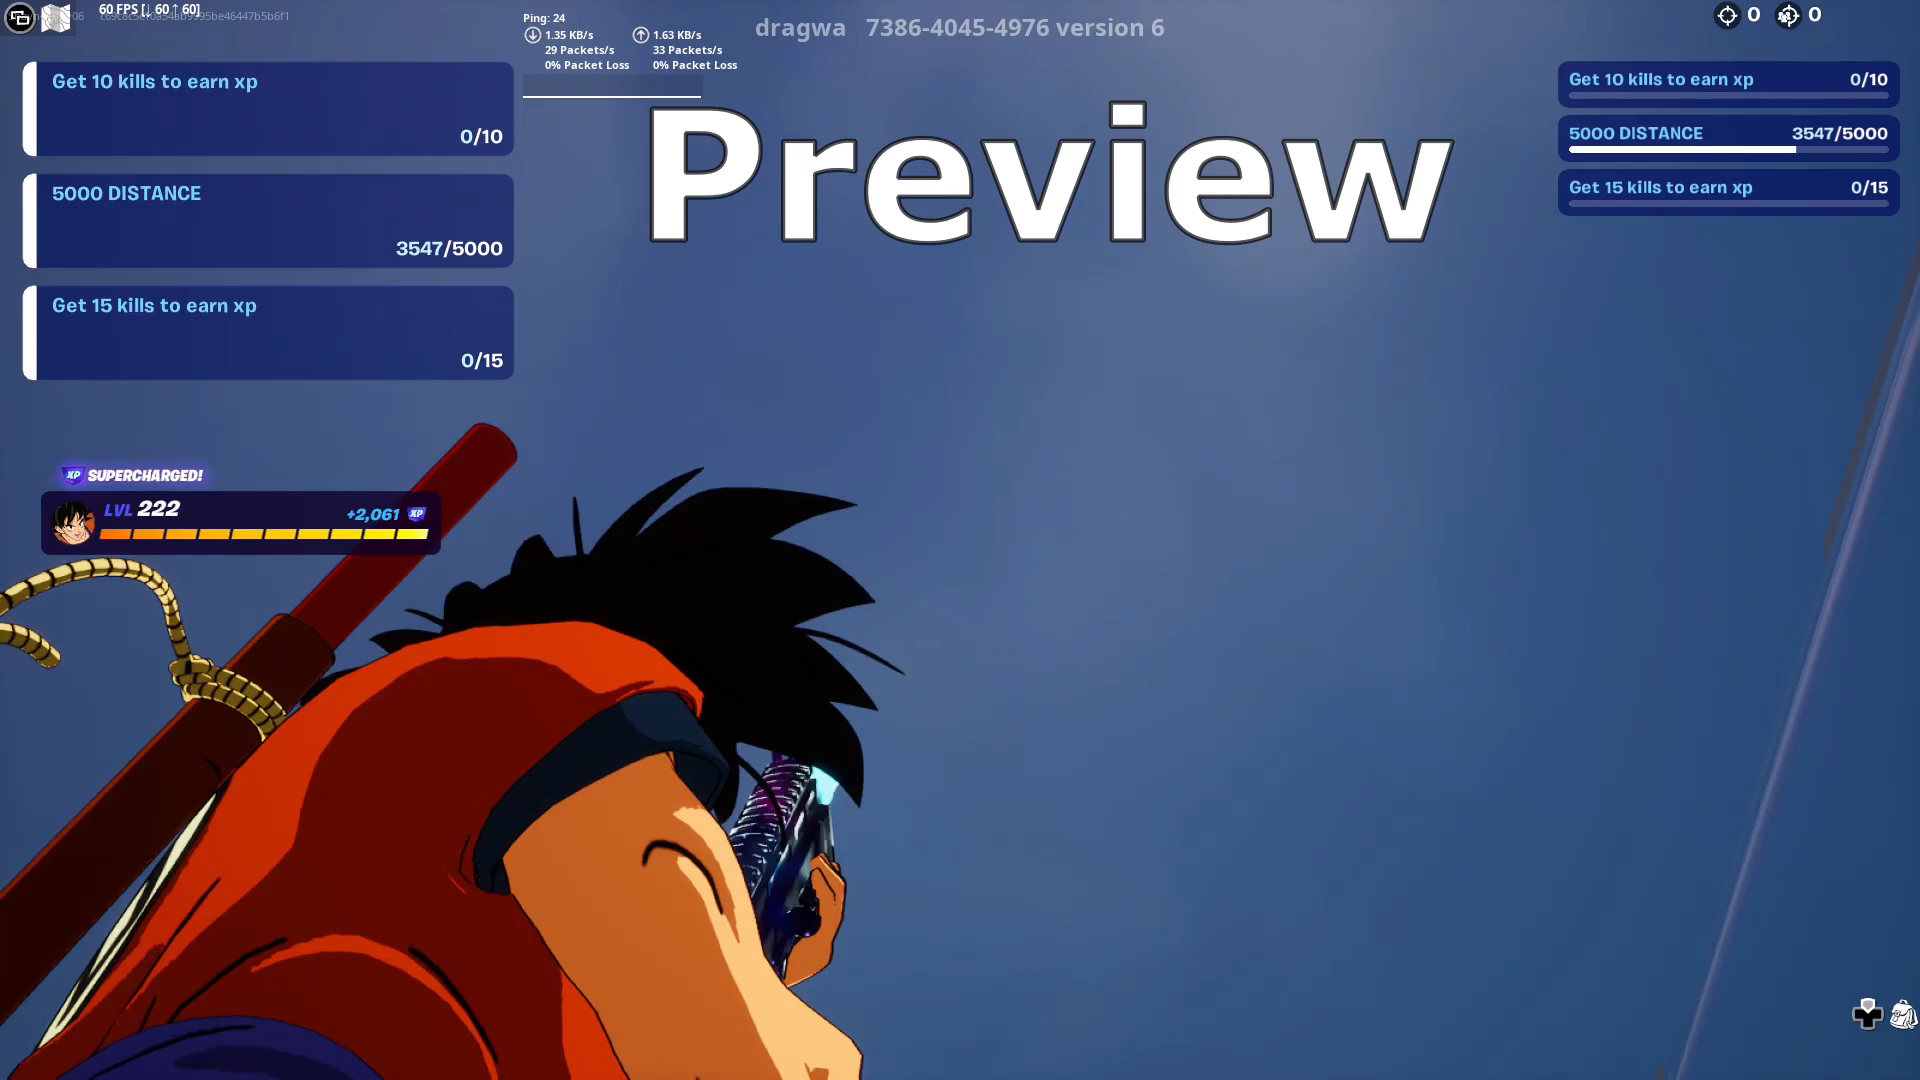 60 FPS [↓ 60 ↑ 60]
Ping: 24
1.35 KB/s 1.63 KB/s
29 Packets/s 33 Packets/s
0% Packet Loss 0% Packet Loss
dragwa 7386-4045-4976 version 6
0 0
Preview
Get 10 kills to earn xp
0/10
5000 DISTANCE
3547/5000
Get 15 kills to earn xp
0/15
Get 10 kills to earn xp 0/10
5000 DISTANCE 3547/5000
Get 15 kills to earn xp 0/15
XP SUPERCHARGED!
LVL 222 +2,061 XP